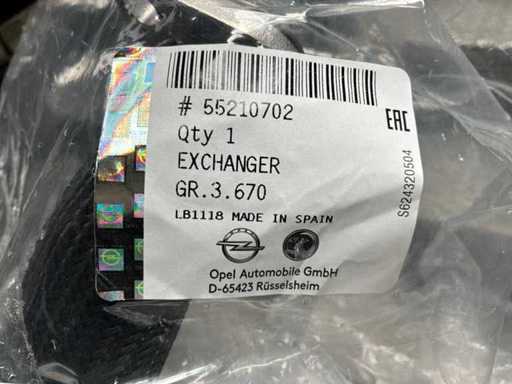 # 55210702
Qty 1
EXCHANGER
GR.3.670
LB1118 MADE IN SPAIN
Opel Automobile GmbH
D-65423 Rüsselsheim
EAC
S624320504